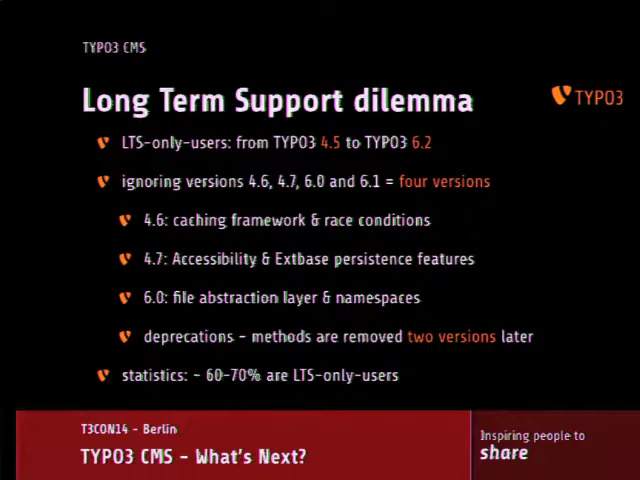 TYPO3 CMS
Long Term Support dilemma
TYPO3
LTS-only-users: from TYPO3 4.5 to TYPO3 6.2
ignoring versions 4.6, 4.7, 6.0 and 6.1 = four versions
4.6: caching framework & race conditions
4.7: Accessibility & Extbase persistence features
6.0: file abstraction layer & namespaces
deprecations - methods are removed two versions later
statistics: ~ 60-70% are LTS-only-users
T3CON14 - Berlin
TYPO3 CMS - What's Next?
Inspiring people to
share